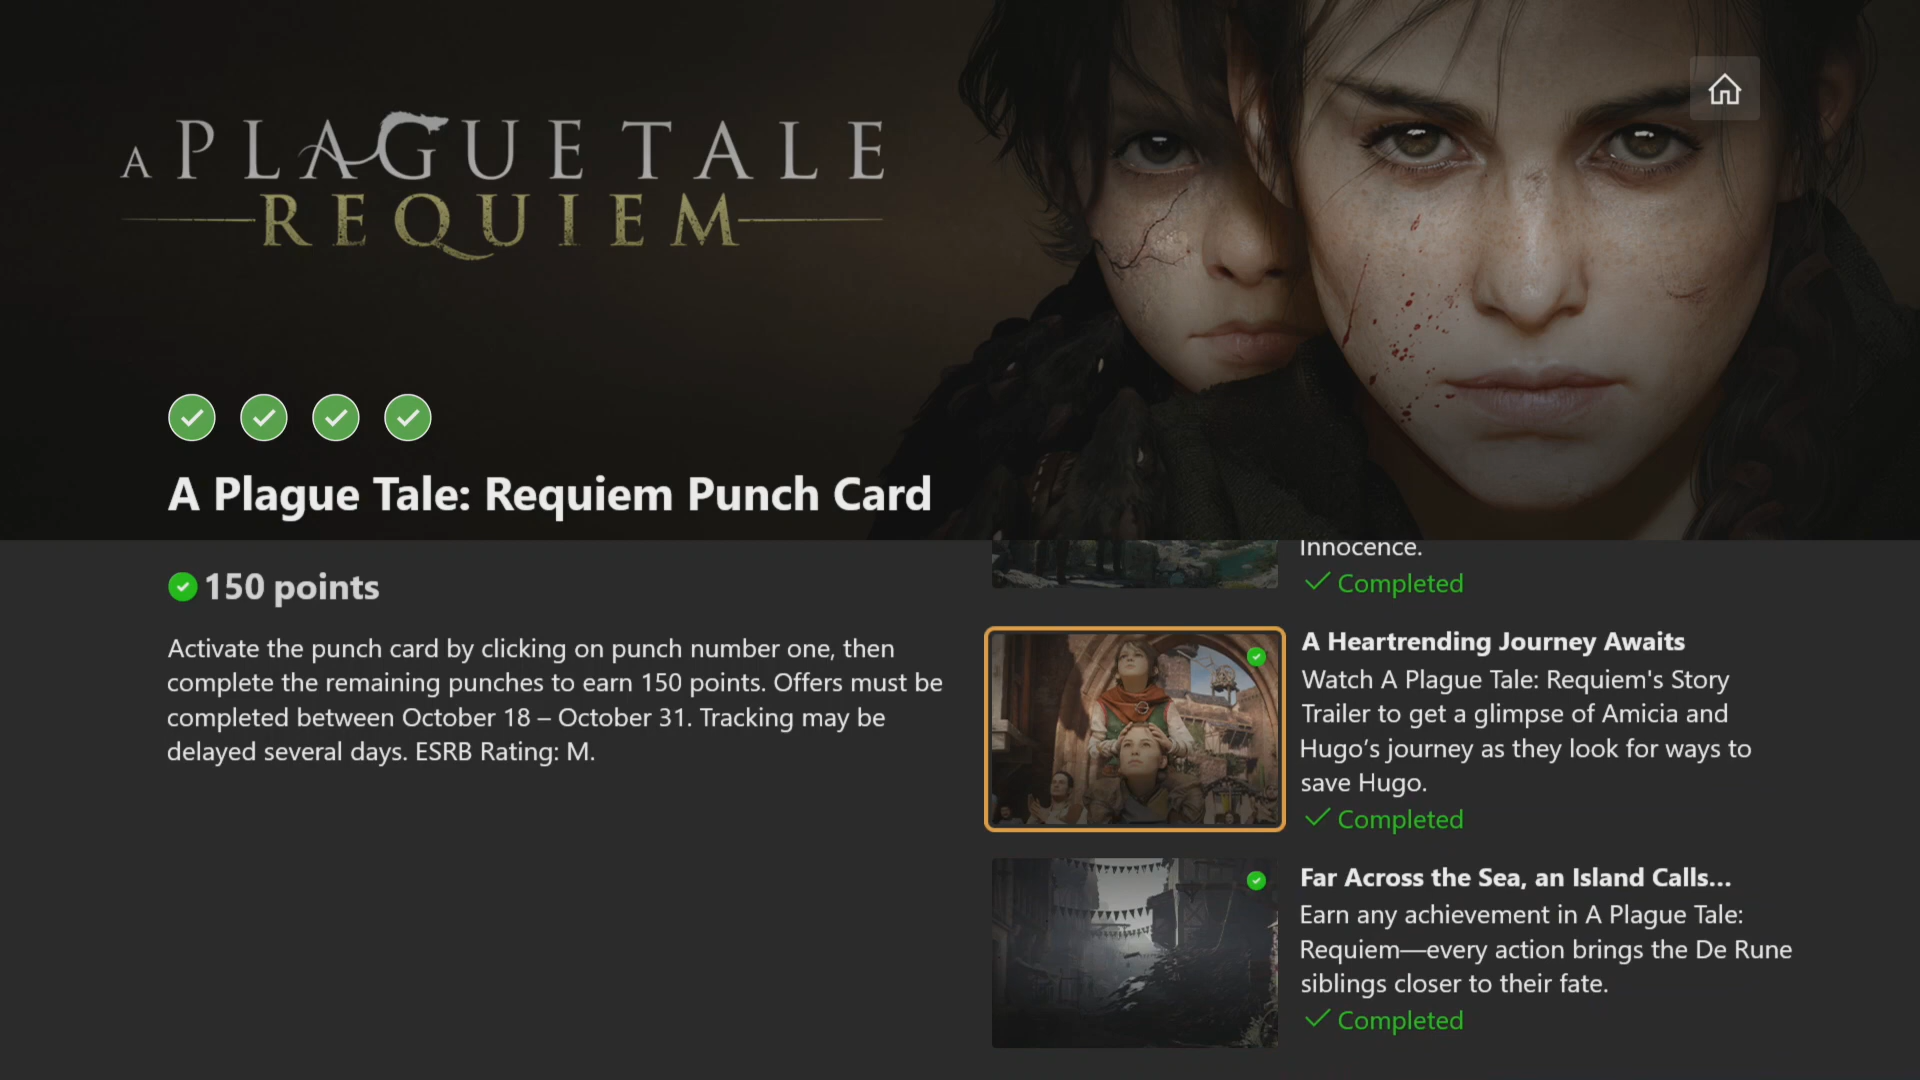 A PLAGUE TALE
REQUIEM
A Plague Tale: Requiem Punch Card
150 points
Activate the punch card by clicking on punch number one, then
complete the remaining punches to earn 150 points. Offers must be
completed between October 18 – October 31. Tracking may be
delayed several days. ESRB Rating: M.
Innocence.
Completed
A Heartrending Journey Awaits
Watch A Plague Tale: Requiem's Story
Trailer to get a glimpse of Amicia and
Hugo’s journey as they look for ways to
save Hugo.
Completed
Far Across the Sea, an Island Calls...
Earn any achievement in A Plague Tale:
Requiem—every action brings the De Rune
siblings closer to their fate.
Completed